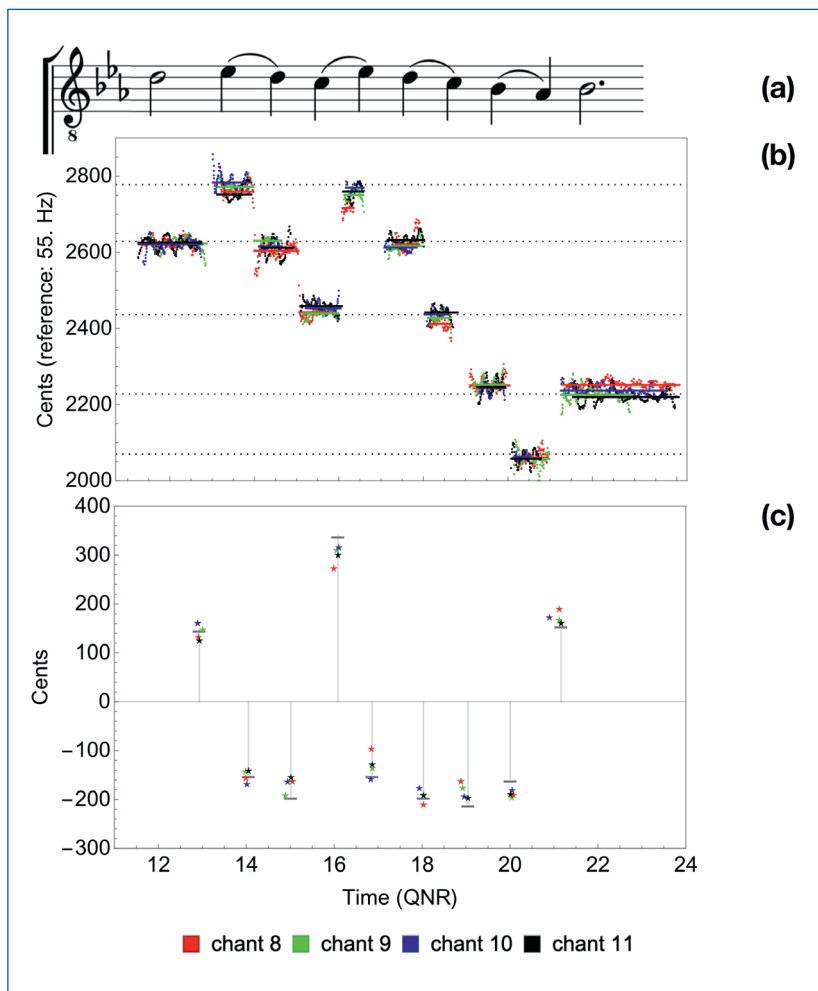 (a)
8
(b)
2800
2600
2400
2200
2000
Cents (reference: 55. Hz)
(c)
400
300
200
100
0
−100
−200
−300
Cents
12 14 16 18 20 22 24
Time (QNR)
chant 8 chant 9 chant 10 chant 11